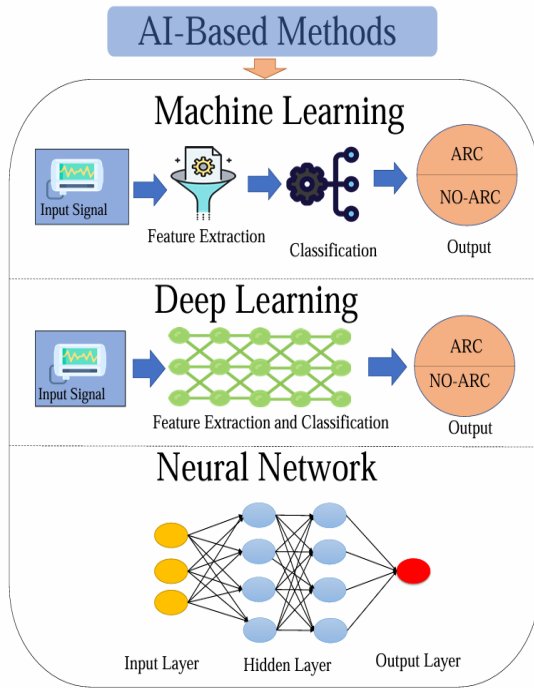 AI-Based Methods
Machine Learning
Input Signal
Feature Extraction
Classification
ARC
NO-ARC
Output
Deep Learning
Input Signal
Feature Extraction and Classification
ARC
NO-ARC
Output
Neural Network
Input Layer
Hidden Layer
Output Layer